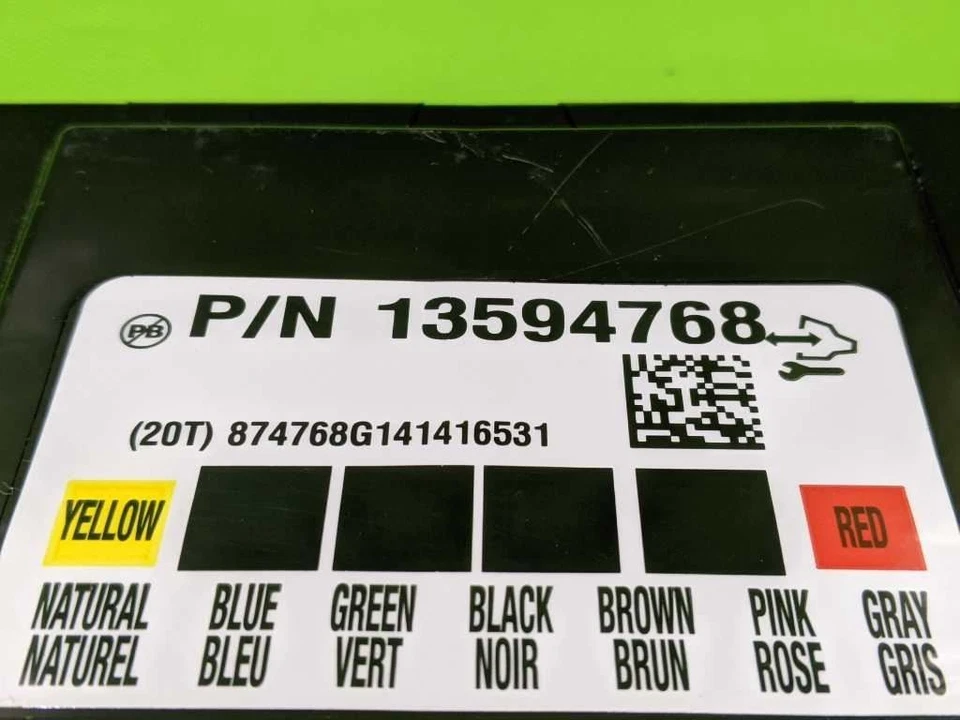 PB P/N 13594768
(20T) 874768G141416531
YELLOW RED
NATURAL BLUE GREEN BLACK BROWN PINK GRAY
NATUREL BLEU VERT NOIR BRUN ROSE GRIS